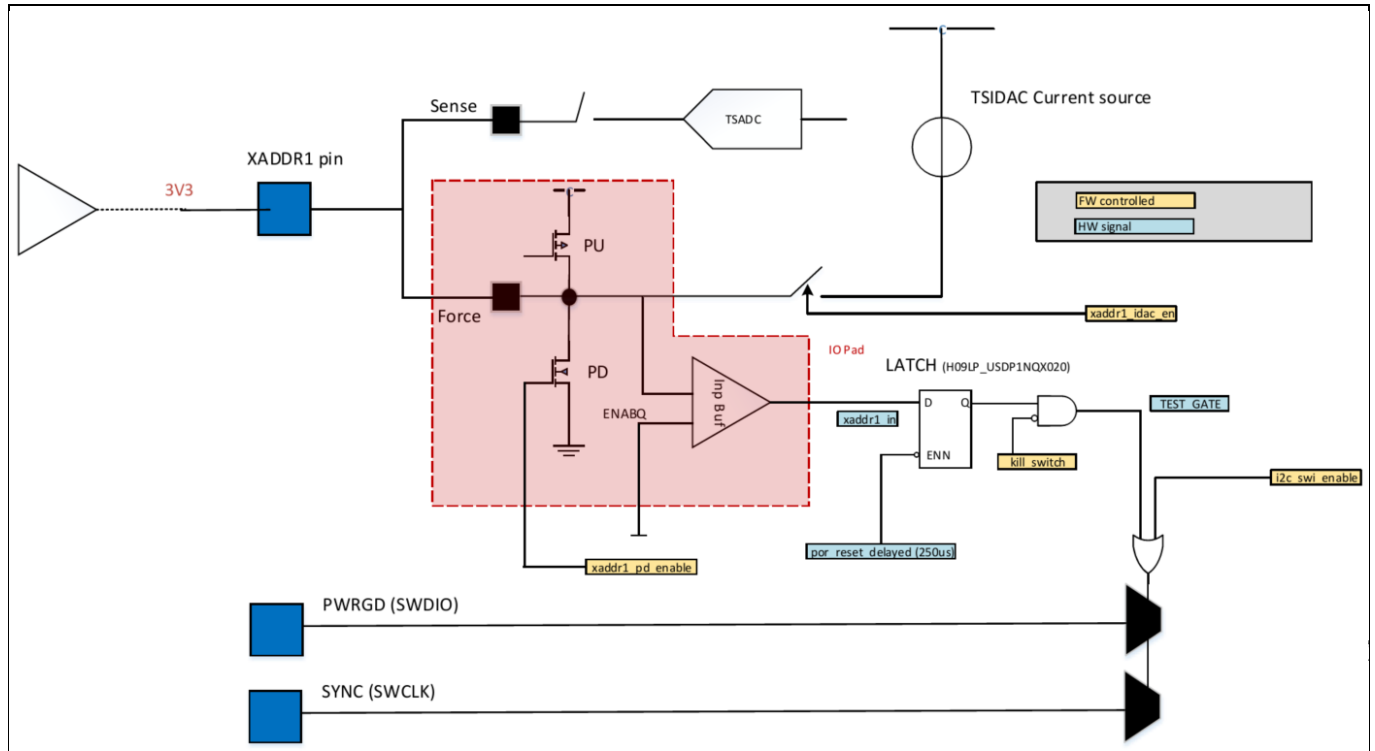 C
Sense
TSADC
TSIDAC Current source
XADDR1 pin
3V3
C
FW controlled
HW signal
PU
Force
xaddr1_idac_en
IO Pad
PD
LATCH (H09LP_USDP1NQX020)
Inp Buf
ENABQ
D
Q
TEST_GATE
xaddr1_in
ENN
kill_switch
i2c_swi_enable
por_reset_delayed (250us)
xaddr1_pd_enable
PWRGD (SWDIO)
SYNC (SWCLK)